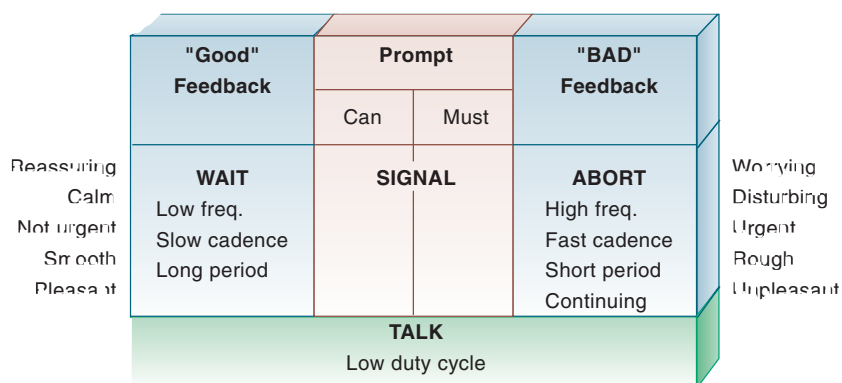 "Good"
Feedback
Prompt
"BAD"
Feedback
Can
Must
Reassuring
Calm
Not urgent
Smooth
Pleasant
WAIT
Low freq.
Slow cadence
Long period
SIGNAL
ABORT
High freq.
Fast cadence
Short period
Continuing
Worrying
Disturbing
Urgent
Rough
Unpleasant
TALK
Low duty cycle